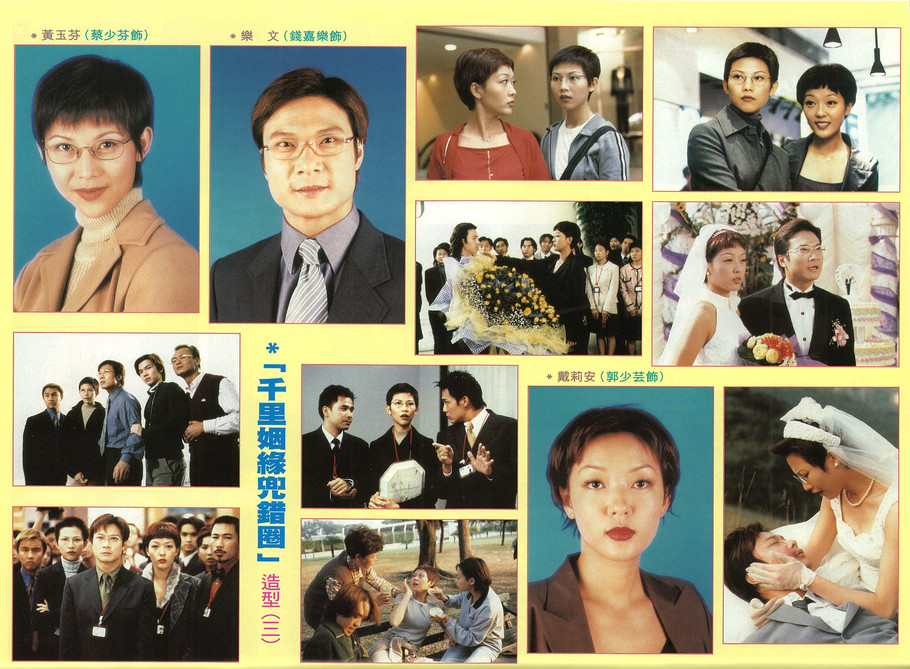 * 黃玉芬(蔡少芬飾)
* 樂 文(錢嘉樂飾)
* 「千里姻緣兜錯圈」造型(三)
* 戴莉安(郭少芸飾)